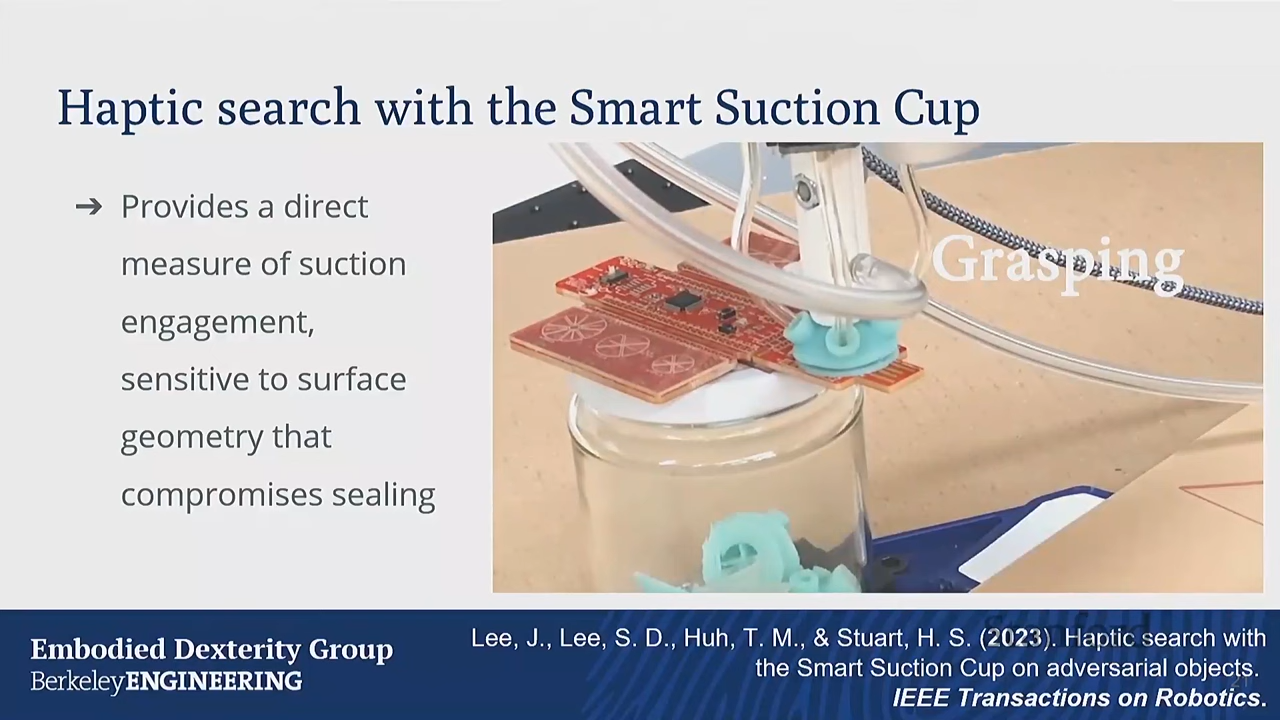 Haptic search with the Smart Suction Cup
➔ Provides a direct
measure of suction
engagement,
sensitive to surface
geometry that
compromises sealing
Grasping
Embodied Dexterity Group
BerkeleyENGINEERING
Lee, J., Lee, S. D., Huh, T. M., & Stuart, H. S. (2023). Haptic search with
the Smart Suction Cup on adversarial objects.
IEEE Transactions on Robotics.
Stanford